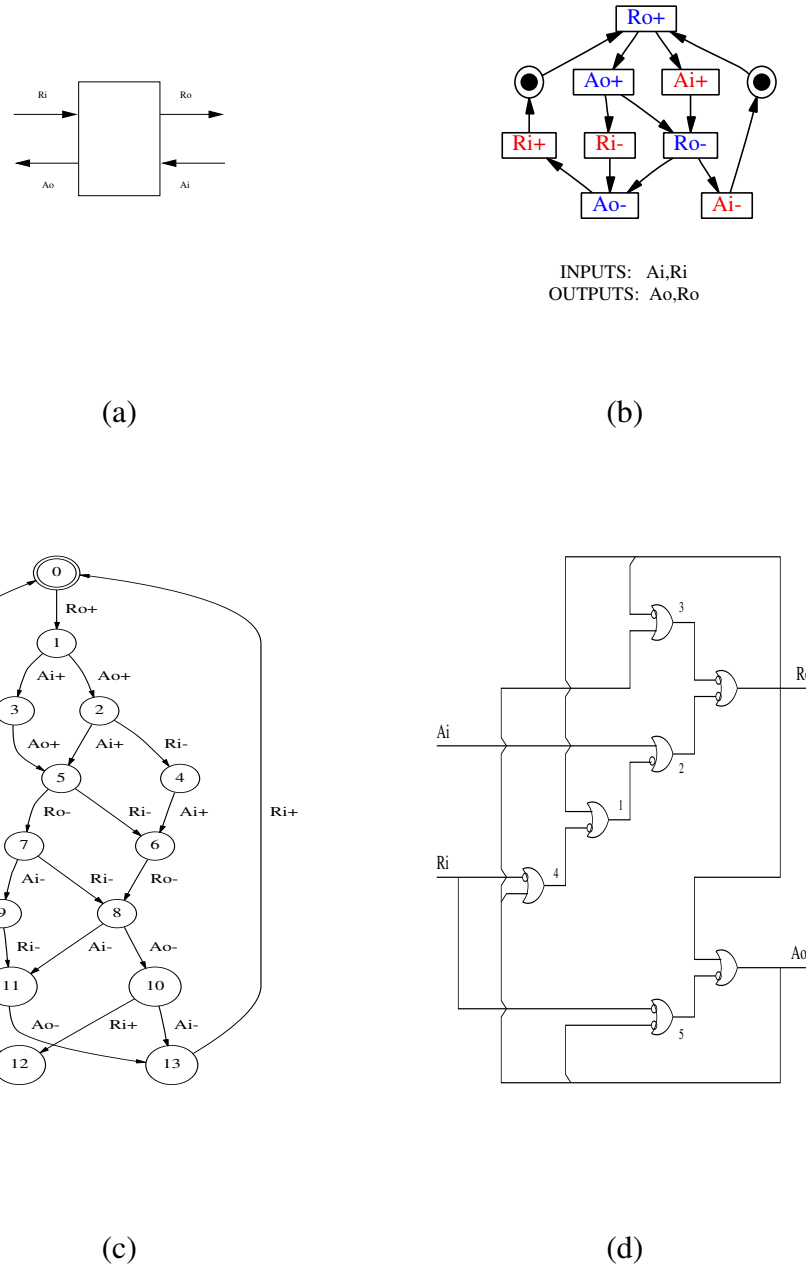 Ri
Ro
Ao
Ai
Ro+
Ao+
Ai+
Ri+
Ri-
Ro-
Ao-
Ai-
INPUTS: Ai,Ri
OUTPUTS: Ao,Ro
(a)
(b)
0
Ro+
1
Ai+
Ao+
3
2
Ao+
Ai+
Ri-
5
4
Ro-
Ri-
Ai+
Ri+
7
6
Ai-
Ri-
Ro-
9
8
Ri-
Ai-
Ao-
11
10
Ao-
Ri+
Ai-
12
13
3
Ai
2
1
Ri
4
Ao
5
(c)
(d)